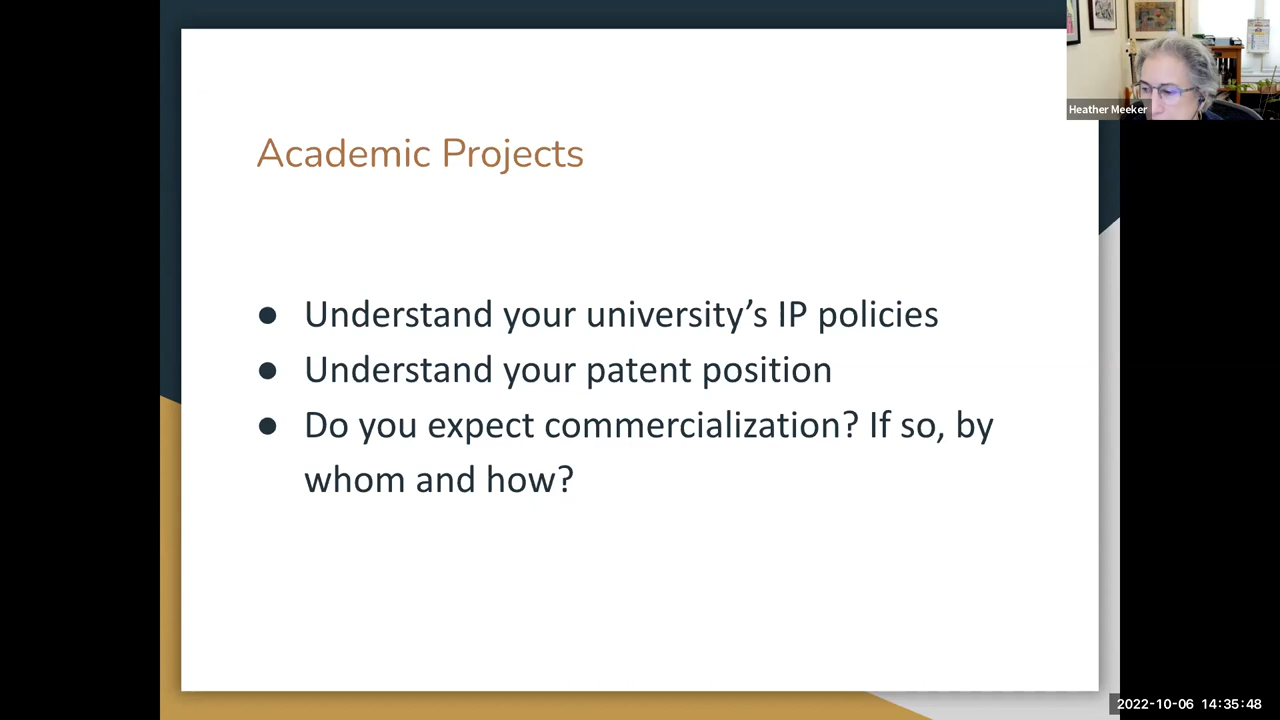 Heather Meeker
Academic Projects
● Understand your university’s IP policies
● Understand your patent position
● Do you expect commercialization? If so, by
whom and how?
2022-10-06 14:35:48